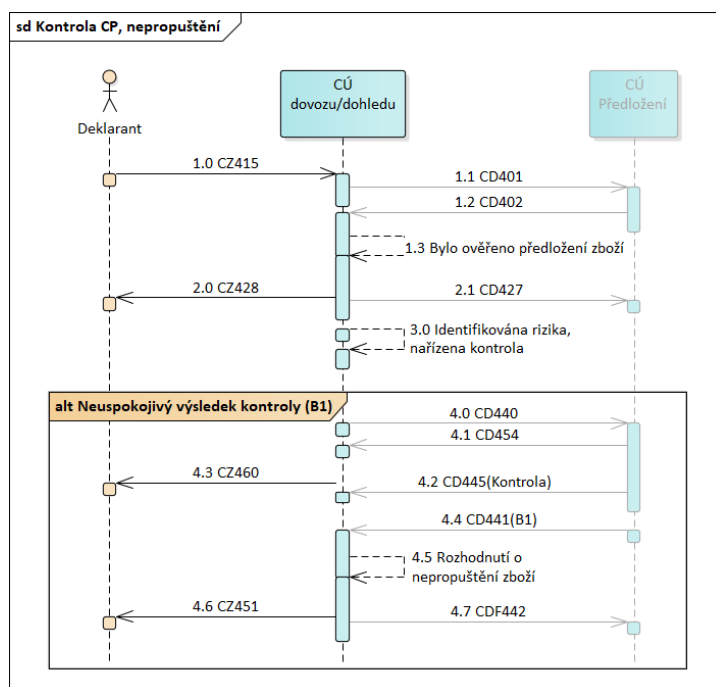 sd Kontrola CP, nepropuštění
Deklarant
CÚ
dovozu/dohledu
CÚ
Předložení
1.0 CZ415
1.1 CD401
1.2 CD402
1.3 Bylo ověřeno předložení zboží
2.0 CZ428
2.1 CD427
3.0 Identifikována rizika,
nařízena kontrola
alt Neuspokojivý výsledek kontroly (B1)
4.0 CD440
4.1 CD454
4.3 CZ460
4.2 CD445(Kontrola)
4.4 CD441(B1)
4.5 Rozhodnutí o
nepropuštění zboží
4.6 CZ451
4.7 CDF442